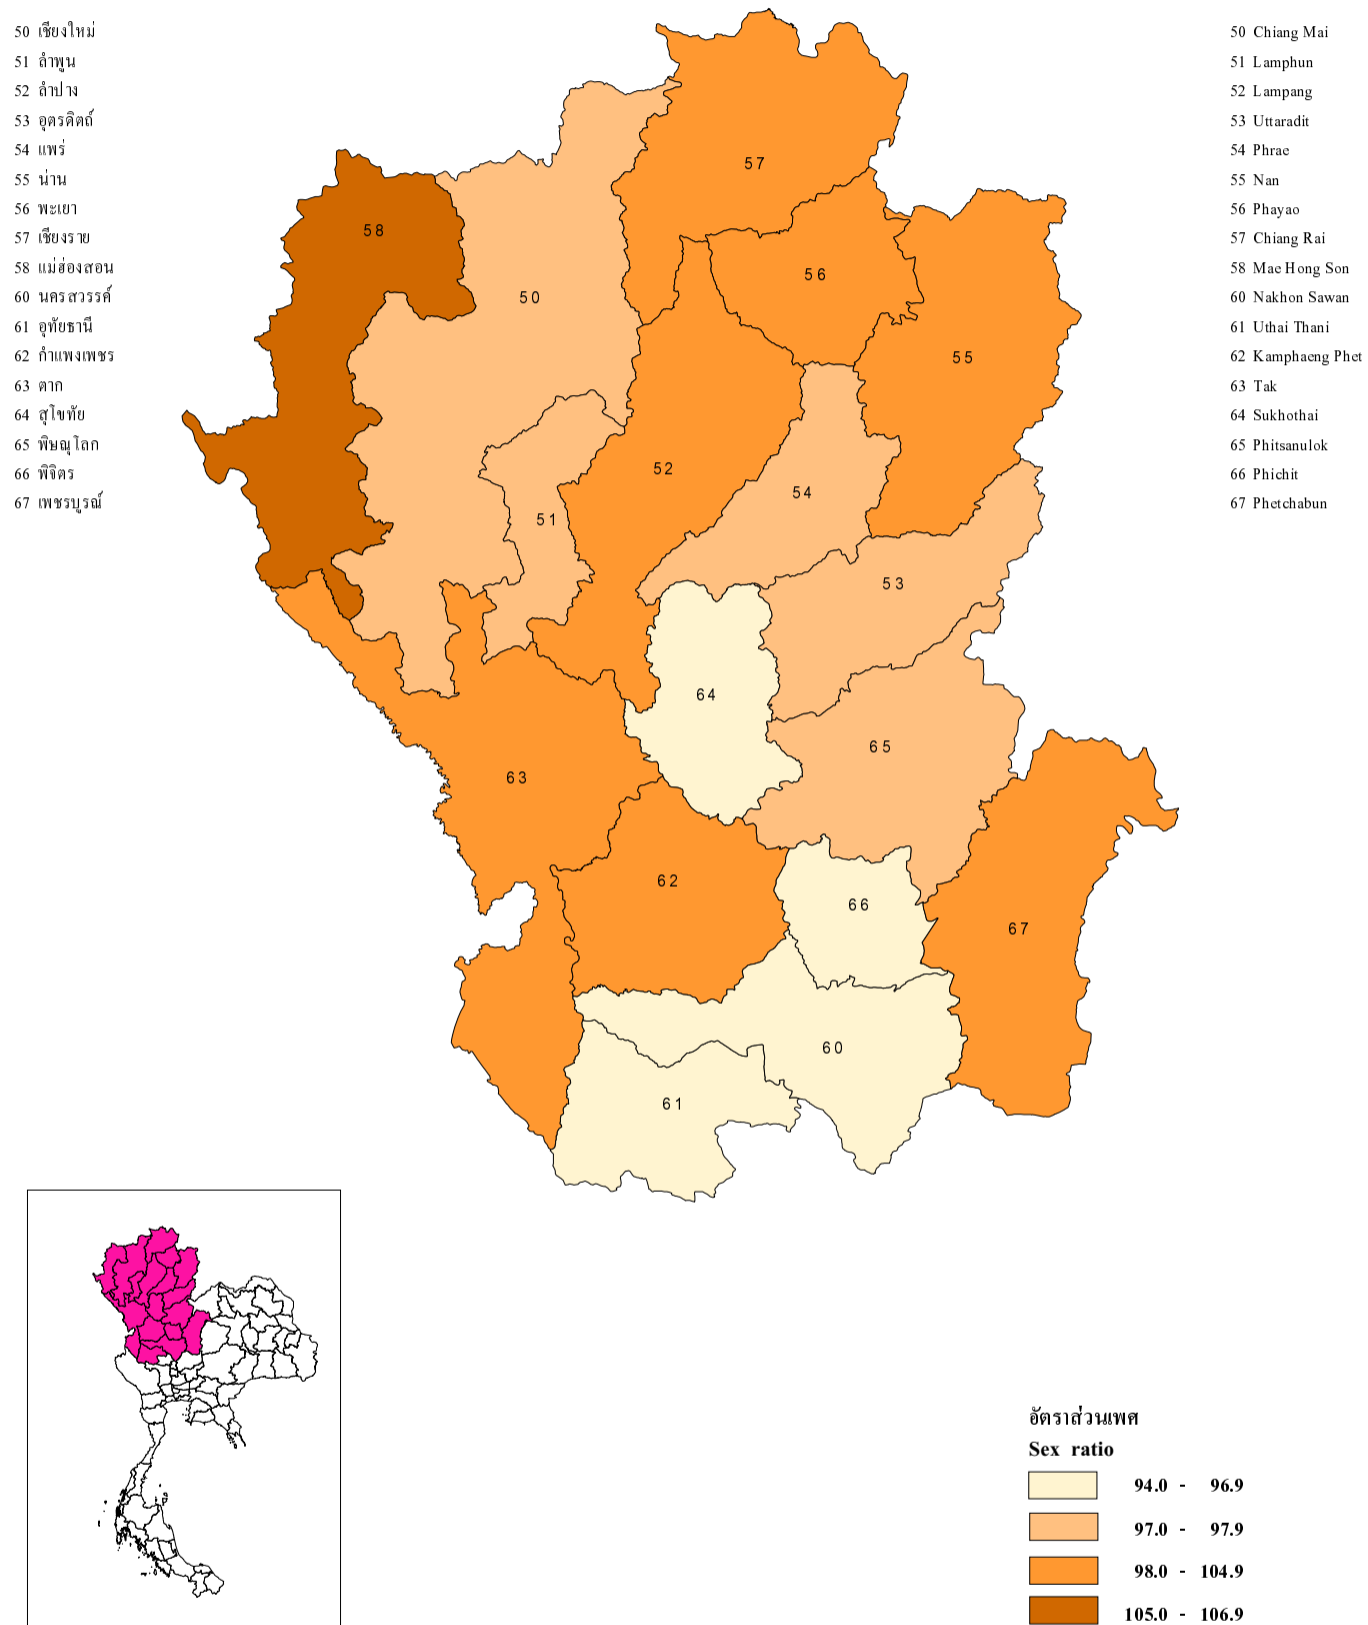 50 เชียงใหม่
51 ลำพูน
52 ลำปาง
53 อุตรดิตถ์
54 แพร่
55 น่าน
56 พะเยา
57 เชียงราย
58 แม่ฮ่องสอน
60 นครสวรรค์
61 อุทัยธานี
62 กำแพงเพชร
63 ตาก
64 สุโขทัย
65 พิษณุโลก
66 พิจิตร
67 เพชรบูรณ์
50 Chiang Mai
51 Lamphun
52 Lampang
53 Uttaradit
54 Phrae
55 Nan
56 Phayao
57 Chiang Rai
58 Mae Hong Son
60 Nakhon Sawan
61 Uthai Thani
62 Kamphaeng Phet
63 Tak
64 Sukhothai
65 Phitsanulok
66 Phichit
67 Phetchabun
57
58
56
50
55
52
54
51
53
64
65
63
62
66
67
60
61
อัตราส่วนเพศ
Sex ratio
94.0 - 96.9
97.0 - 97.9
98.0 - 104.9
105.0 - 106.9